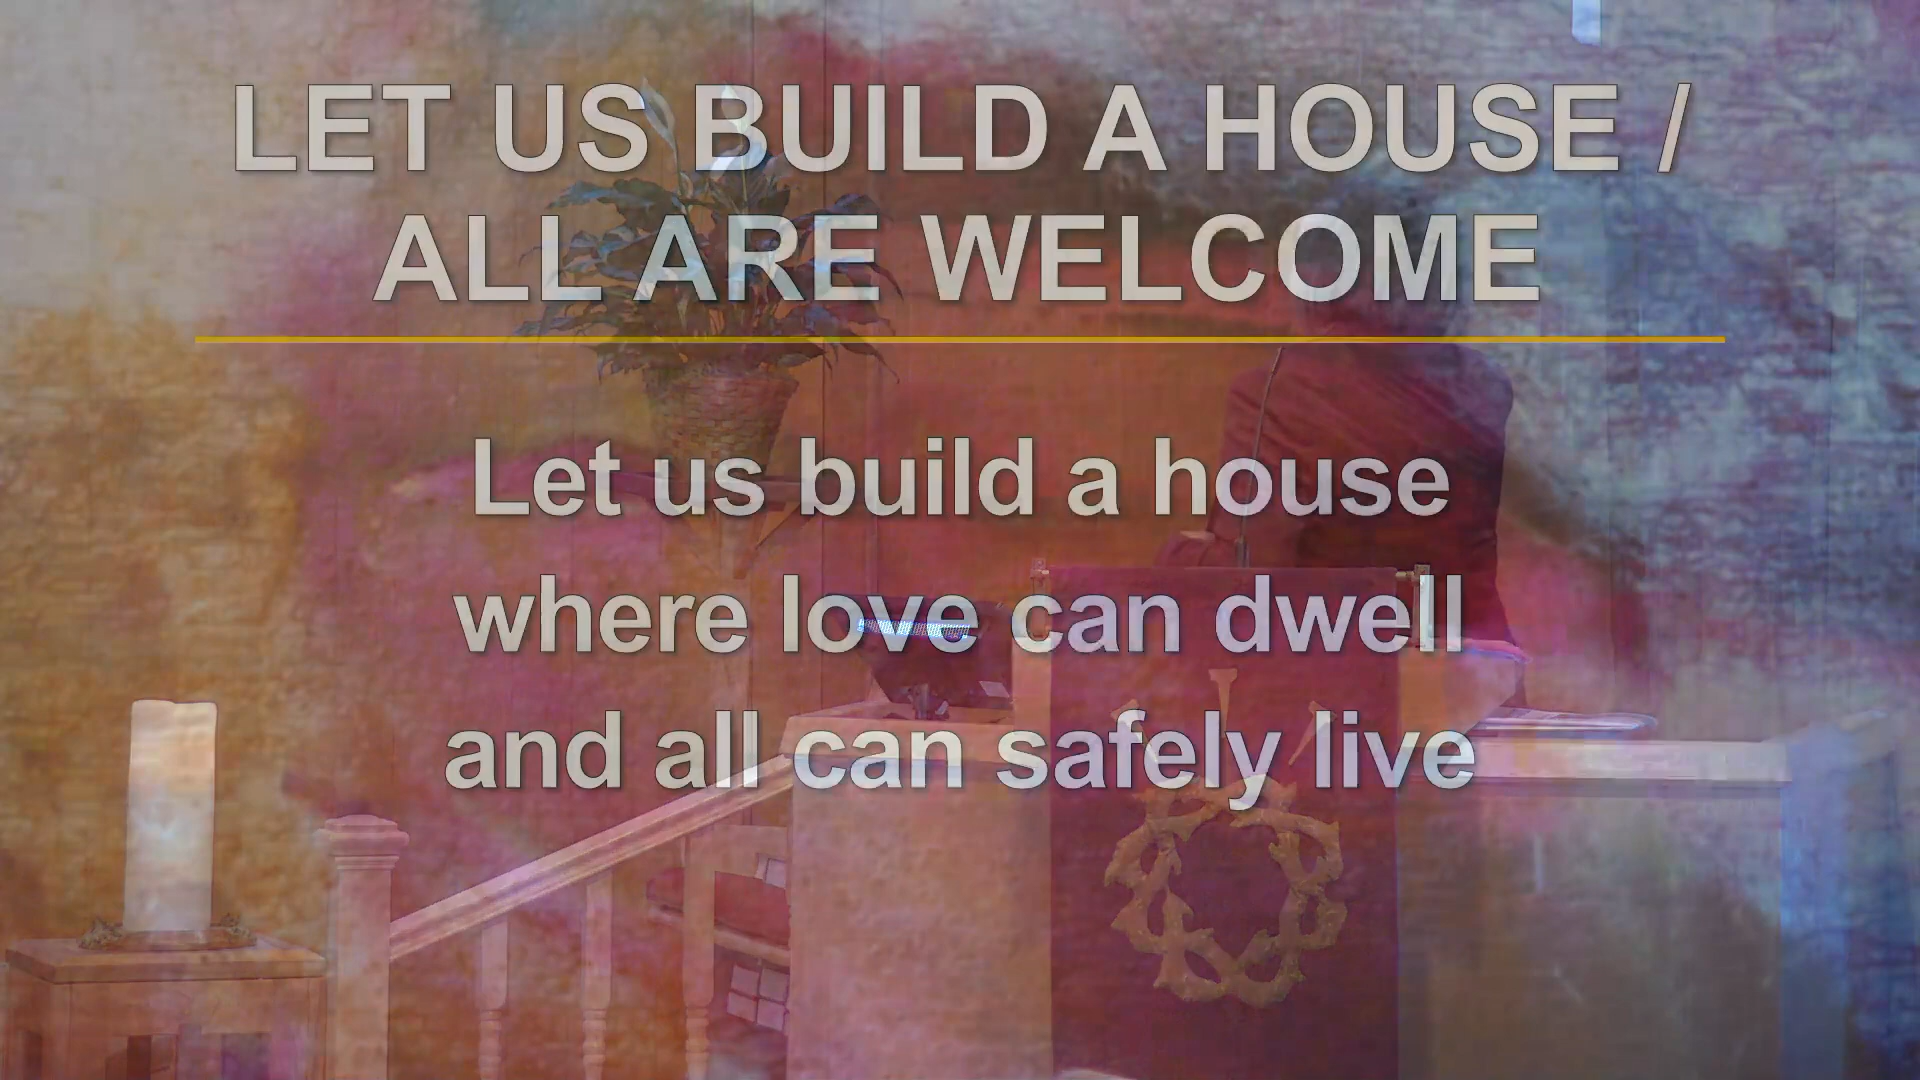 LET US BUILD A HOUSE /
ALL ARE WELCOME
Let us build a house
where love can dwell
and all can safely live